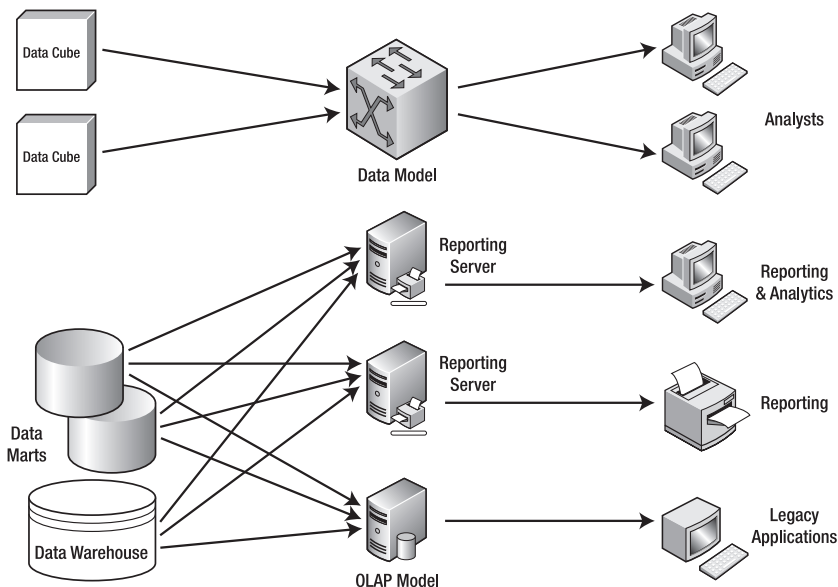 Data Cube
Data Cube
Data Model
Analysts
Reporting
Server
Reporting
& Analytics
Reporting
Server
Reporting
Data
Marts
Data Warehouse
OLAP Model
Legacy
Applications